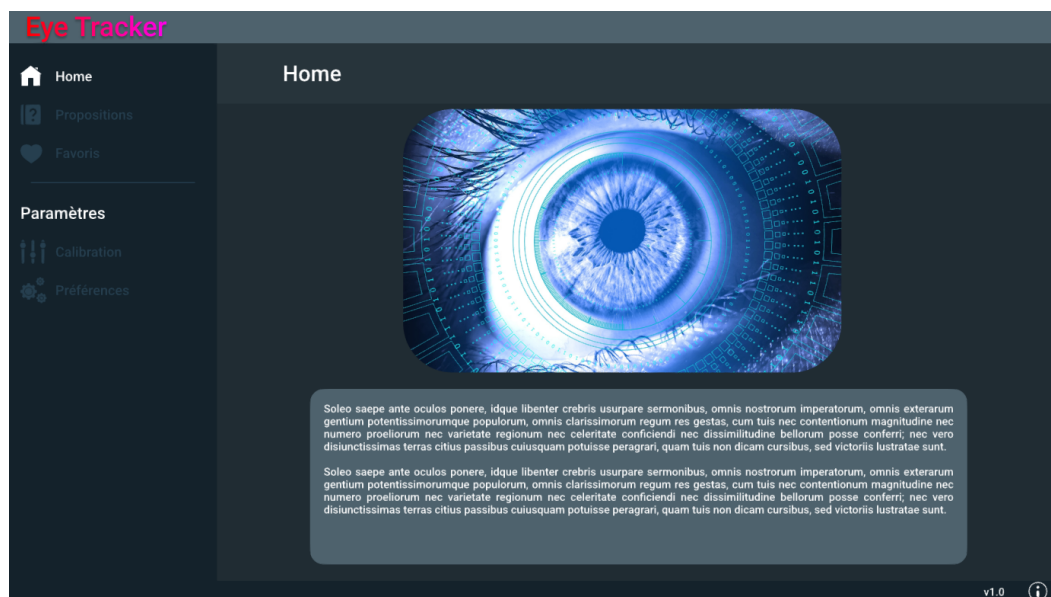 Eye Tracker
Home
Propositions
Favoris
Paramètres
Calibration
Préférences
Home
Soleo saepe ante oculos ponere, idque libenter crebris usurpare sermonibus, omnis nostrorum imperatorum, omnis exterarum
gentium potentissimorumque populorum, omnis clarissimorum regum res gestas, cum tuis nec contentionum magnitudine nec
numero proeliorum nec varietate regionum nec celeritate conficiendi nec dissimilitudine bellorum posse conferri; nec vero
disiunctissimas terras citius passibus cuiusquam potuisse peragrari, quam tuis non dicam cursibus, sed victoriis lustratae sunt.
Soleo saepe ante oculos ponere, idque libenter crebris usurpare sermonibus, omnis nostrorum imperatorum, omnis exterarum
gentium potentissimorumque populorum, omnis clarissimorum regum res gestas, cum tuis nec contentionum magnitudine nec
numero proeliorum nec varietate regionum nec celeritate conficiendi nec dissimilitudine bellorum posse conferri; nec vero
disiunctissimas terras citius passibus cuiusquam potuisse peragrari, quam tuis non dicam cursibus, sed victoriis lustratae sunt.
v1.0